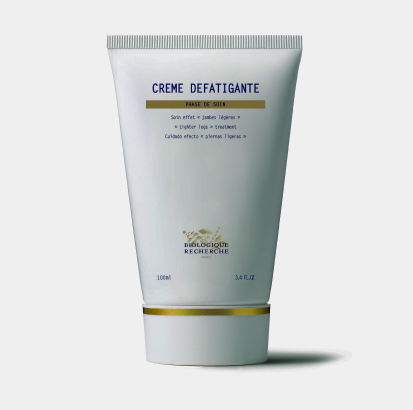 CREME DEFATIGANTE
PHASE DE SOIN
Soin effet « jambes légères »
« Lighter legs » treatment
Cuidado efecto « piernas ligeras »
BIOLOGIQUE
RECHERCHE
100ml
3.4 FL.OZ